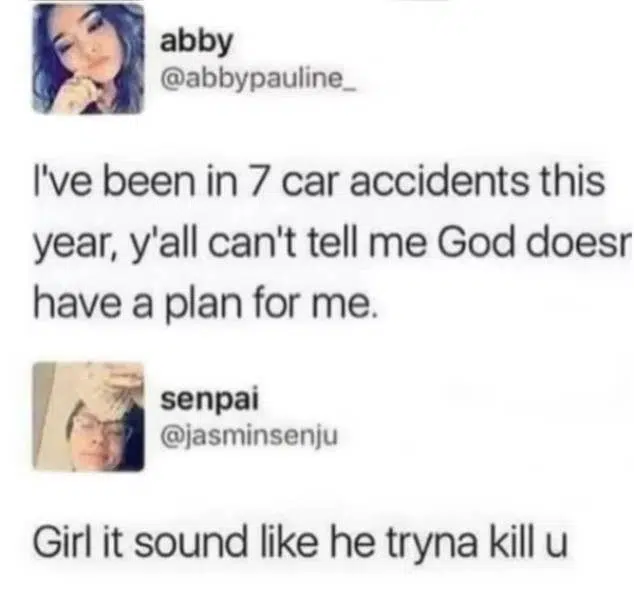 abby
@abbypauline_
I've been in 7 car accidents this
year, y'all can't tell me God doesn
have a plan for me.
senpai
@jasminsenju
Girl it sound like he tryna kill u